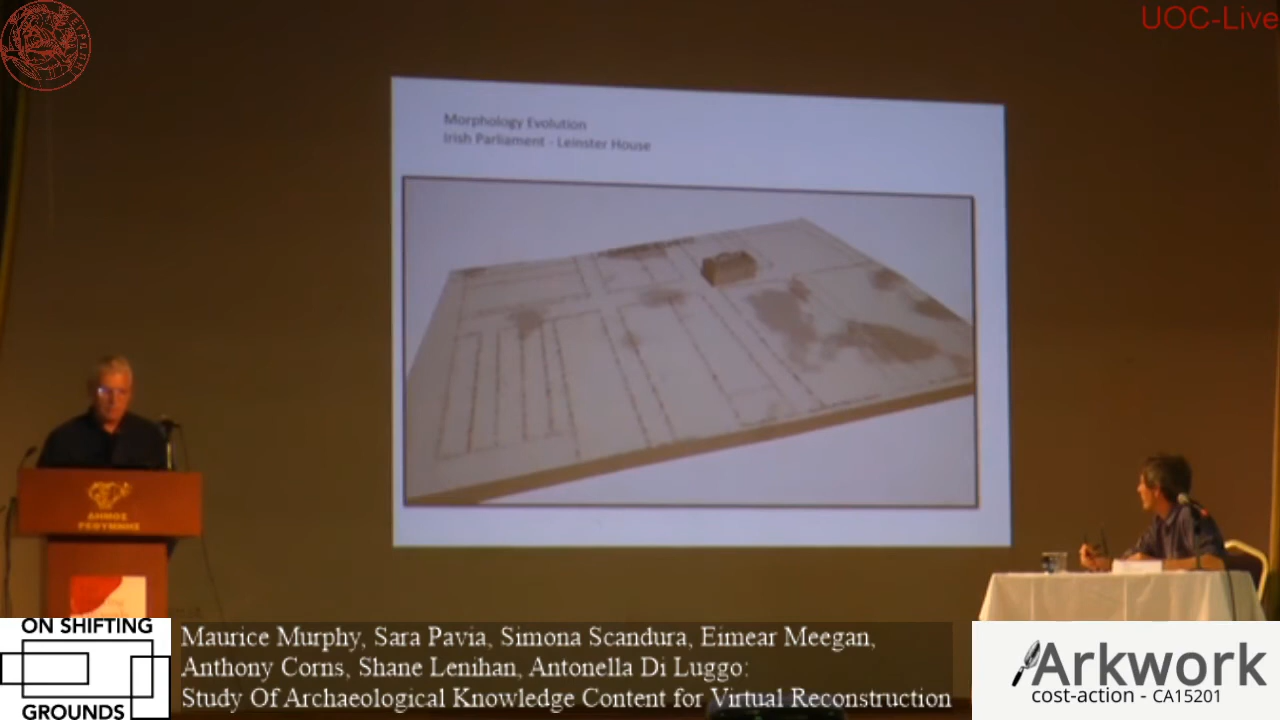 UOC-Live
Morphology Evolution
Irish Parliament - Leinster House
ΔΗΜΟΣ
ΡΕΘΥΜΝΗΣ
ON SHIFTING
GROUNDS
Maurice Murphy, Sara Pavia, Simona Scandura, Eimear Meegan,
Anthony Corns, Shane Lenihan, Antonella Di Luggo:
Study Of Archaeological Knowledge Content for Virtual Reconstruction
Arkwork
cost-action - CA15201